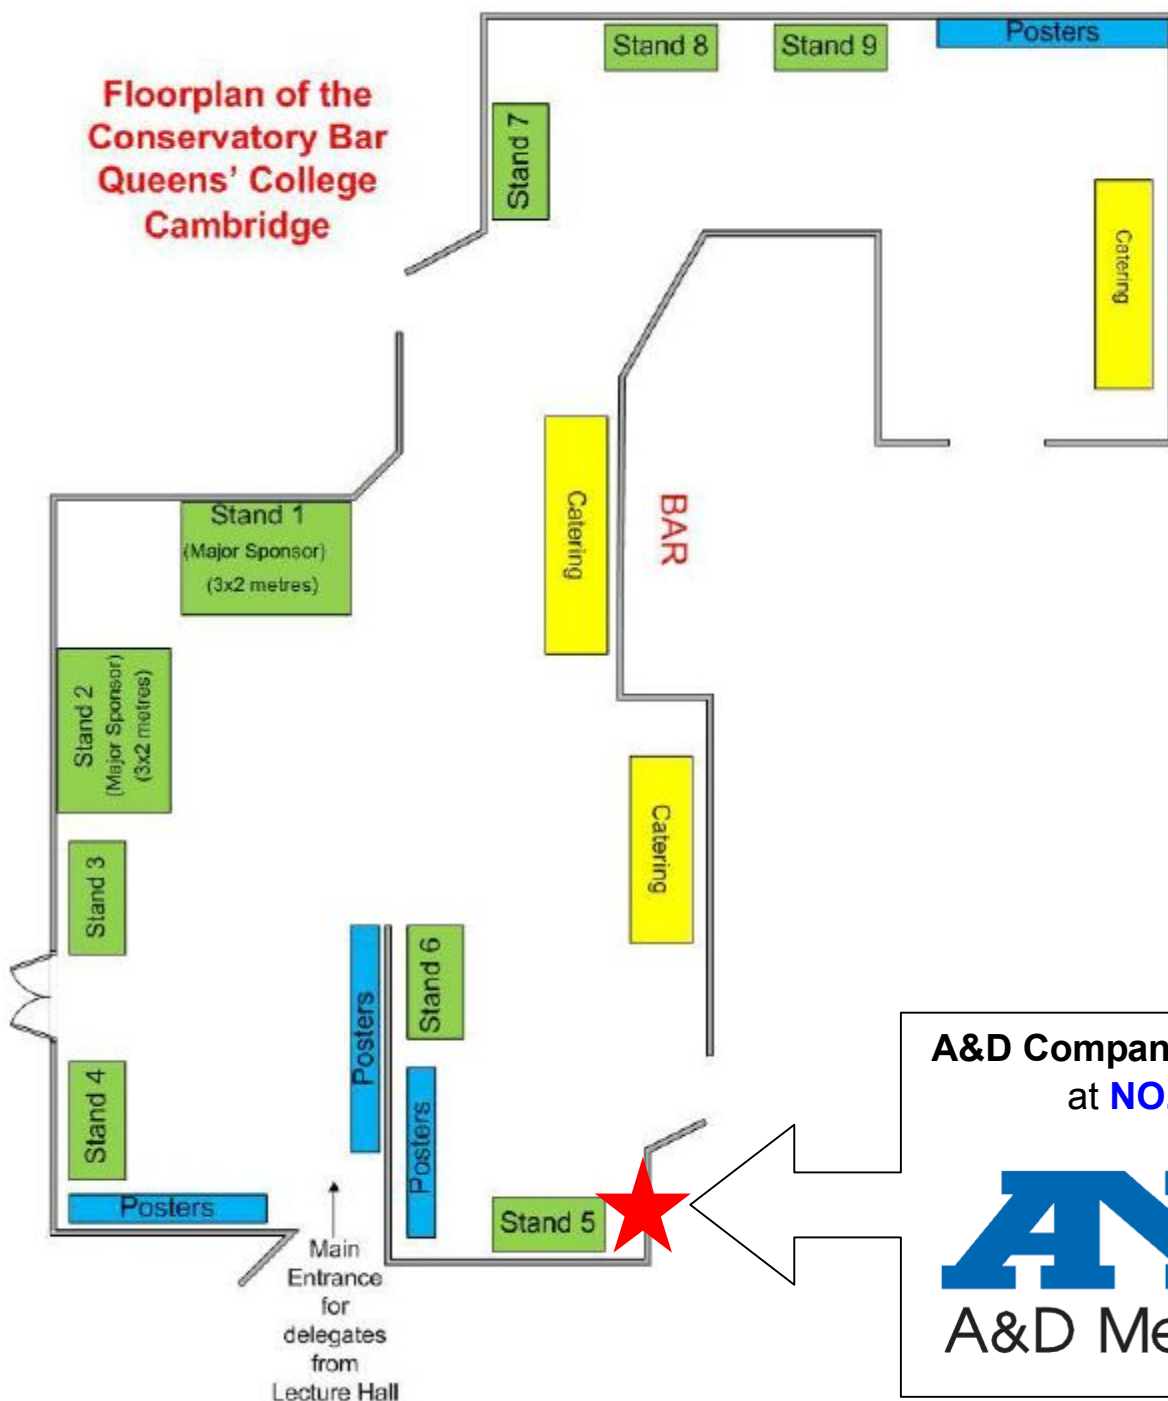 Floorplan of the
Conservatory Bar
Queens' College
Cambridge
Stand 8
Stand 9
Posters
Stand 7
Catering
Stand 1
(Major Sponsor)
(3x2 metres)
Catering
BAR
Stand 2
(Major Sponsor)
(3x2 metres)
Catering
Stand 3
Stand 6
Posters
Stand 4
Posters
Posters
Stand 5
Main
Entrance
for
delegates
from
Lecture Hall
A&D Compan
at NO.
A&D Me